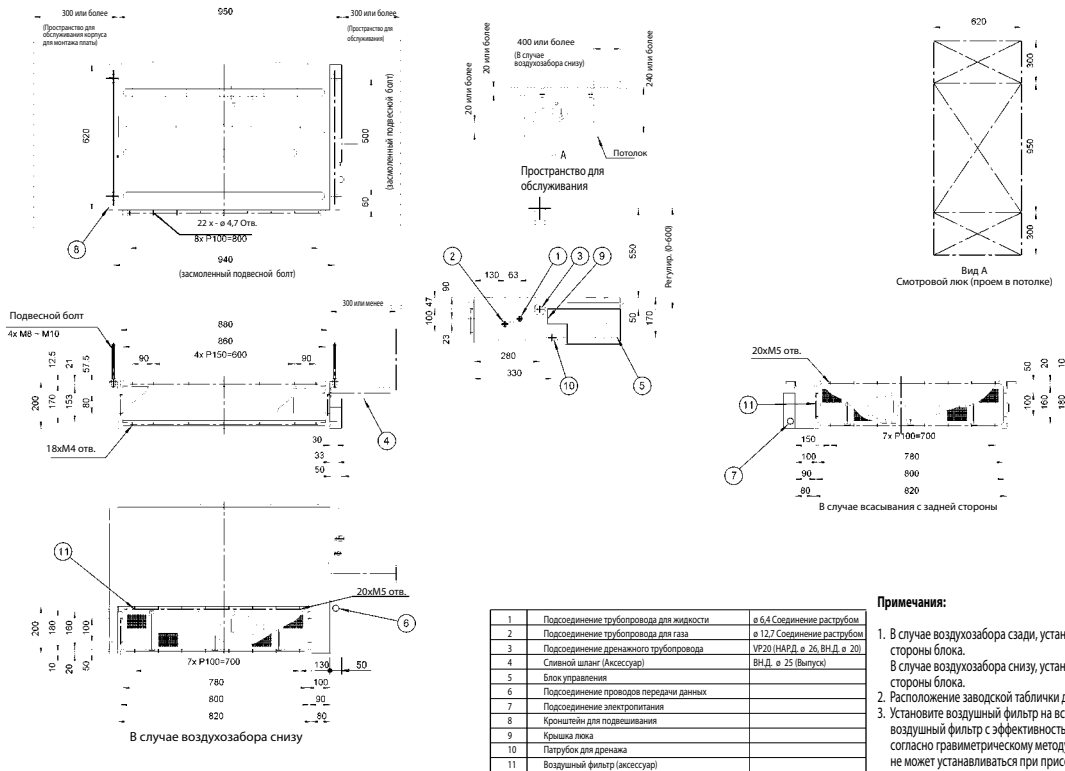 300 или более
950
300 или более
(Пространство для
обслуживания корпуса
для монтажа платы)
(Пространство для
обслуживания)
620
500
(засмоленный подвесной болт)
60
22 x - ø 4,7 Отв.
8x P100=800
8
940
(засмоленный подвесной болт)
20 или более
400 или более
(В случае
воздухозабора снизу)
240 или более
20 или более
A
Потолок
Пространство для
обслуживания
620
300
950
300
Вид A
Смотровой люк (проем в потолке)
550
Регулир. (0-600)
2
130
63
1
3
9
90
100
47
23
50
170
280
330
10
5
300 или менее
Подвесной болт
4x M8 ~ M10
880
860
4x P150=600
12.5
21
57.5
90
90
200
170
153
80
18xM4 отв.
30
33
50
4
20xM5 отв.
50
20
10
11
100
160
180
7
7x P100=700
150
100
780
90
800
80
820
В случае всасывания с задней стороны
11
20xM5 отв.
6
200
180
160
100
10
20
50
7x P100=700
130
50
780
100
800
90
820
80
В случае воздухозабора снизу
1 Подсоединение трубопровода для жидкости ø 6,4 Соединение раструбом
2 Подсоединение трубопровода для газа ø 12,7 Соединение раструбом
3 Подсоединение дренажного трубопровода VP20 (НАР.Д. ø 26, ВН.Д. ø 20)
4 Сливной шланг (Аксессуар) ВН.Д. ø 25 (Выпуск)
5 Блок управления
6 Подсоединение проводов передачи данных
7 Подсоединение электропитания
8 Кронштейн для подвешивания
9 Крышка люка
10 Патрубок для дренажа
11 Воздушный фильтр (аксессуар)
Примечания:
1. В случае воздухозабора сзади, устан
стороны блока.
В случае воздухозабора снизу, устан
стороны блока.
2. Расположение заводской таблички д
3. Установите воздушный фильтр на вс
воздушный фильтр с эффективность
согласно гравиметрическому методу
не может устанавливаться при присо